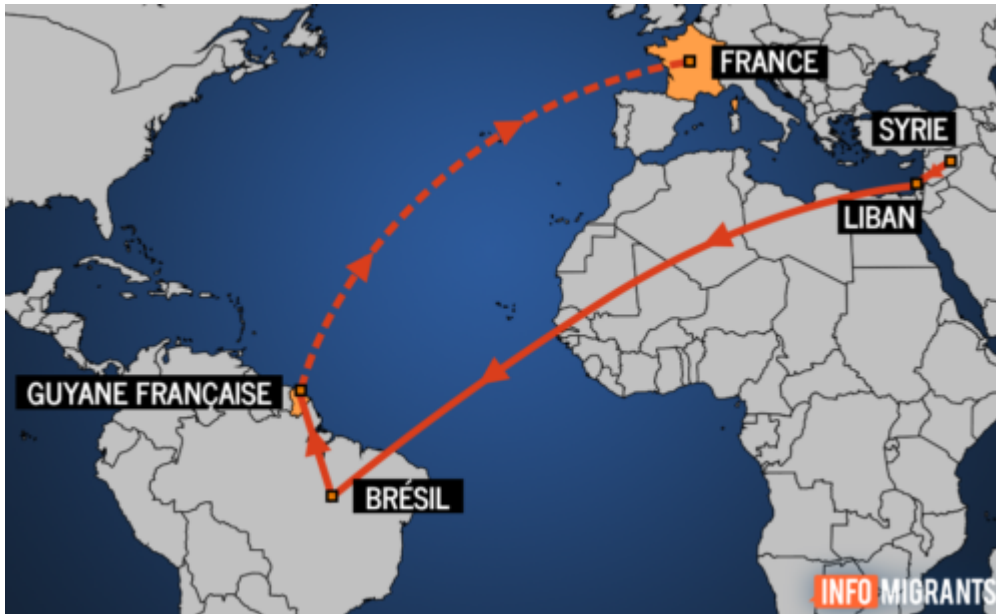 FRANCE
SYRIE
LIBAN
GUYANE FRANÇAISE
BRÉSIL
INFO MIGRANTS